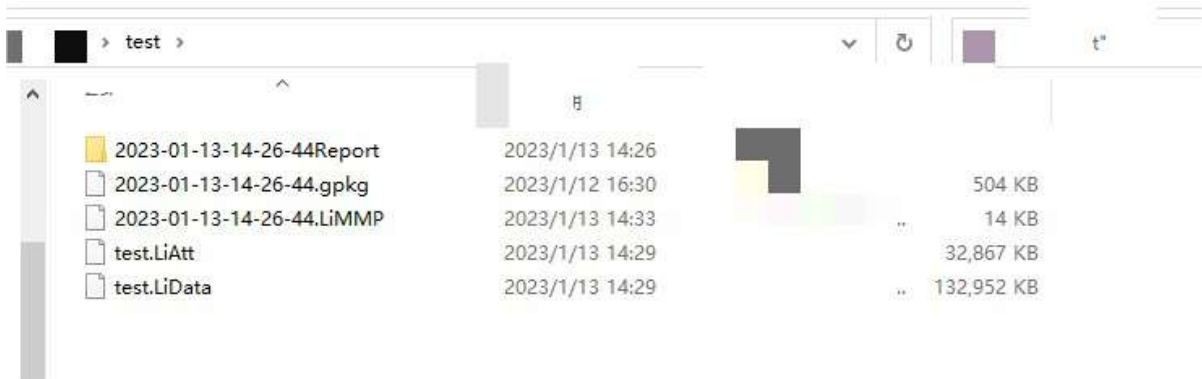 > test >
t"
2023-01-13-14-26-44Report 2023/1/13 14:26
2023-01-13-14-26-44.gpkg 2023/1/12 16:30 504 KB
2023-01-13-14-26-44.LiMMP 2023/1/13 14:33 .. 14 KB
test.LiAtt 2023/1/13 14:29 32,867 KB
test.LiData 2023/1/13 14:29 .. 132,952 KB